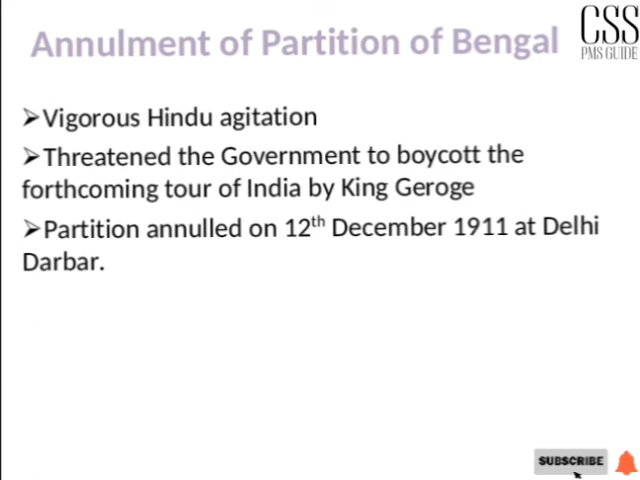 Annulment of Partition of Bengal
CSS
PMS GUIDE
➢Vigorous Hindu agitation
➢Threatened the Government to boycott the
forthcoming tour of India by King Geroge
➢Partition annulled on 12th December 1911 at Delhi
Darbar.
SUBSCRIBE